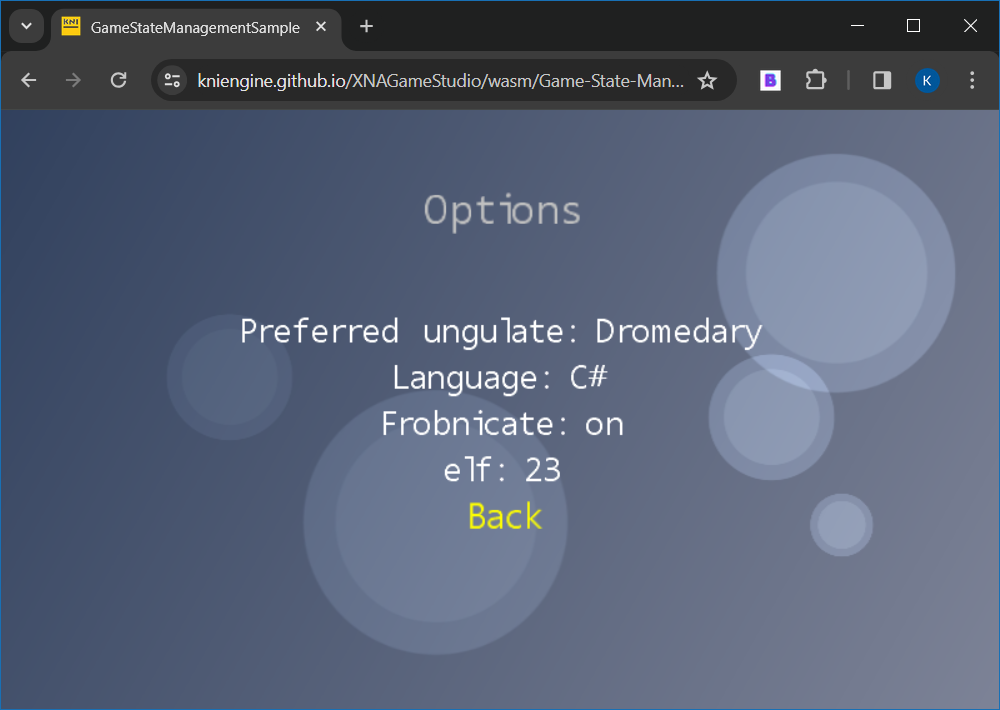 KNI GameStateManagementSample
kniengine.github.io/XNAGameStudio/wasm/Game-State-Man...
B
K
Options
Preferred ungulate: Dromedary
Language: C#
Frobnicate: on
elf: 23
Back